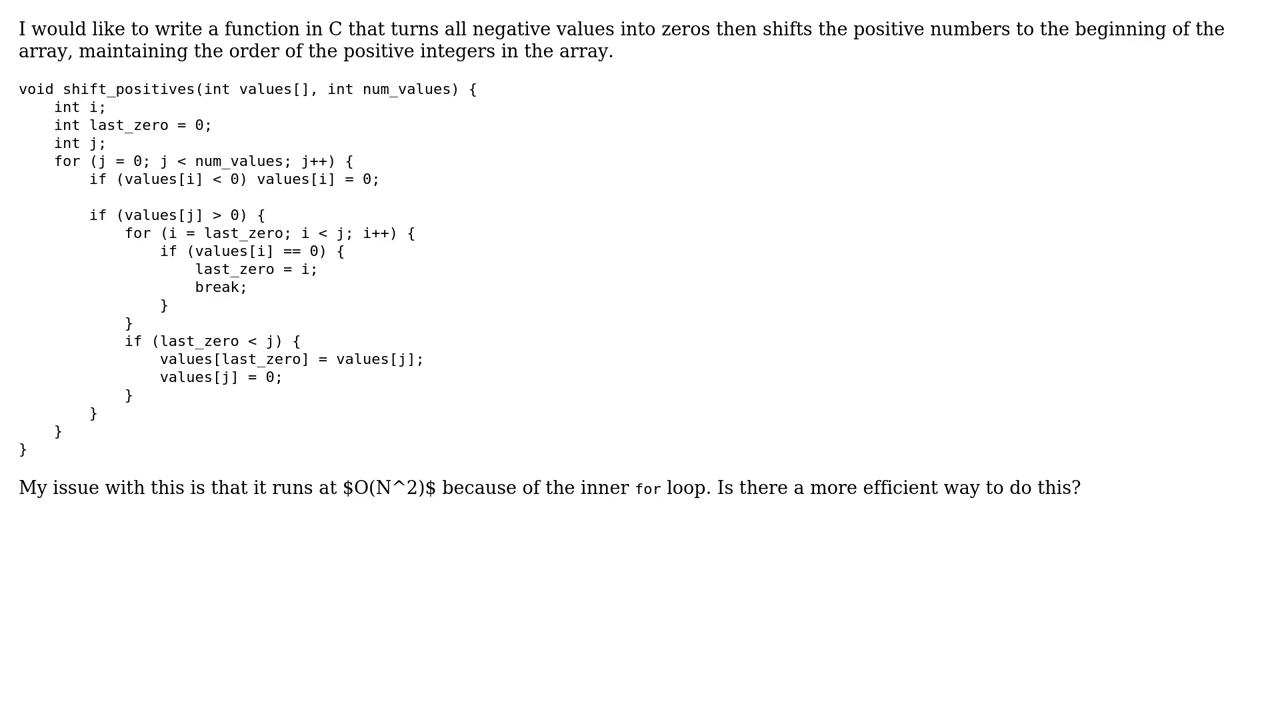 I would like to write a function in C that turns all negative values into zeros then shifts the positive numbers to the beginning of the
array, maintaining the order of the positive integers in the array.
void shift_positives(int values[], int num_values) {
    int i;
    int last_zero = 0;
    int j;
    for (j = 0; j < num_values; j++) {
        if (values[i] < 0) values[i] = 0;

        if (values[j] > 0) {
            for (i = last_zero; i < j; i++) {
                if (values[i] == 0) {
                    last_zero = i;
                    break;
                }
            }
            if (last_zero < j) {
                values[last_zero] = values[j];
                values[j] = 0;
            }
        }
    }
}
My issue with this is that it runs at $O(N^2)$ because of the inner for loop. Is there a more efficient way to do this?